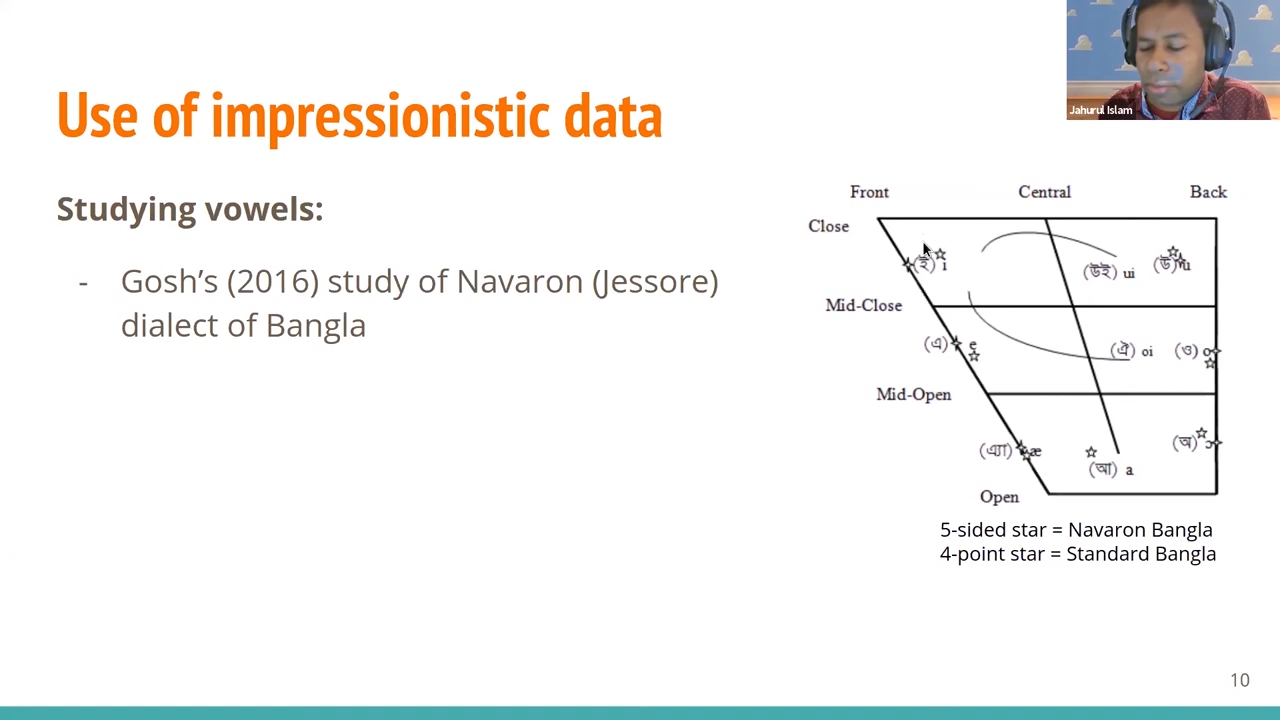 Jahurul Islam
Use of impressionistic data
Studying vowels:
- Gosh's (2016) study of Navaron (Jessore)
dialect of Bangla
Front Central Back
Close
(ই) i (উই) ui (উ) u
Mid-Close
(এ) e (ঐ) oi (ও) o
Mid-Open
(এ্যা) æ (আ) a (অ) ɔ
Open
5-sided star = Navaron Bangla
4-point star = Standard Bangla
10